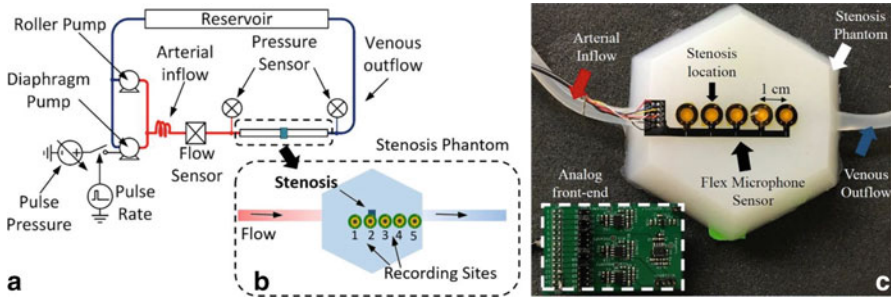 Reservoir
Roller Pump
Arterial
inflow
Pressure
Sensor
Venous
outflow
Diaphragm
Pump
Flow
Sensor
Stenosis Phantom
Pulse
Pressure
Pulse
Rate
Stenosis
Flow
1 2 3 4 5
Recording Sites
a
b
Arterial
Inflow
Stenosis
location
Stenosis
Phantom
1 cm
Flex Microphone
Sensor
Venous
Outflow
Analog
front-end
c